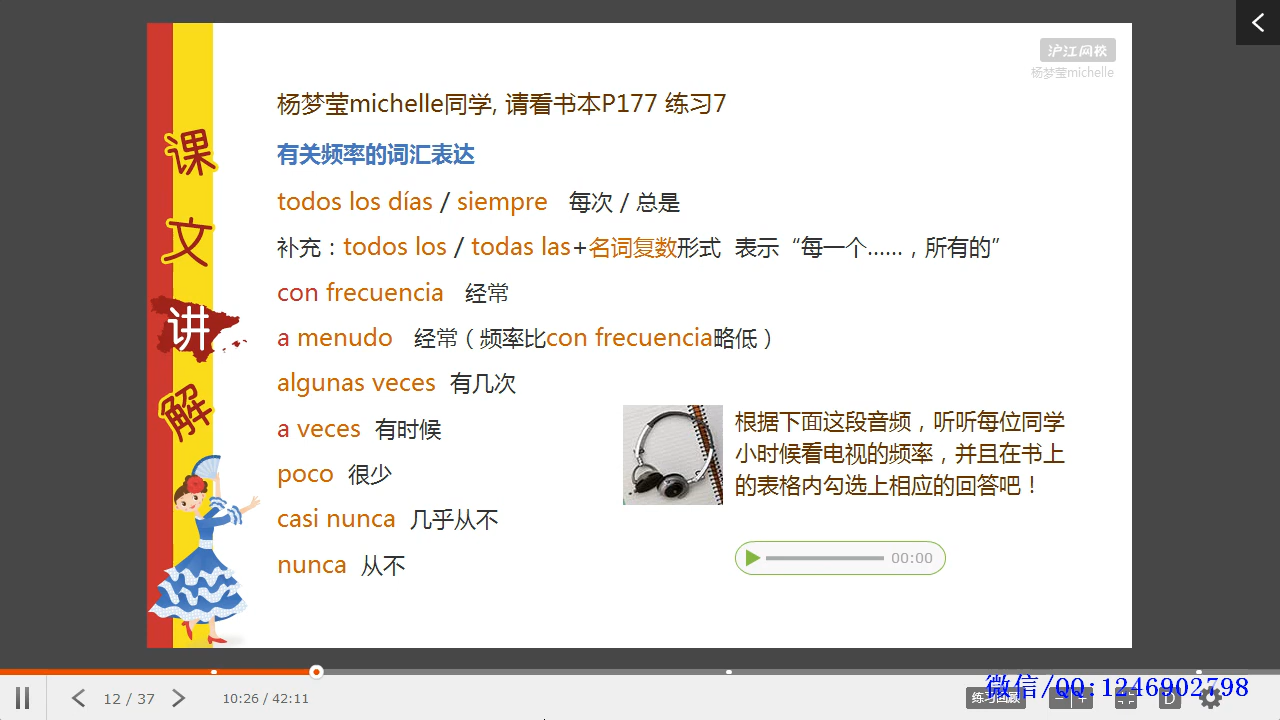 沪江网校
杨梦莹michelle
杨梦莹michelle同学, 请看书本P177 练习7
有关频率的词汇表达
todos los días / siempre 每次 / 总是
补充：todos los / todas las+名词复数形式 表示“每一个……，所有的”
con frecuencia 经常
a menudo 经常（频率比con frecuencia略低）
algunas veces 有几次
a veces 有时候
poco 很少
casi nunca 几乎从不
nunca 从不
课文讲解
根据下面这段音频，听听每位同学
小时候看电视的频率，并且在书上
的表格内勾选上相应的回答吧！
00:00
12 / 37
10:26 / 42:11
微信/QQ:1246902798
D